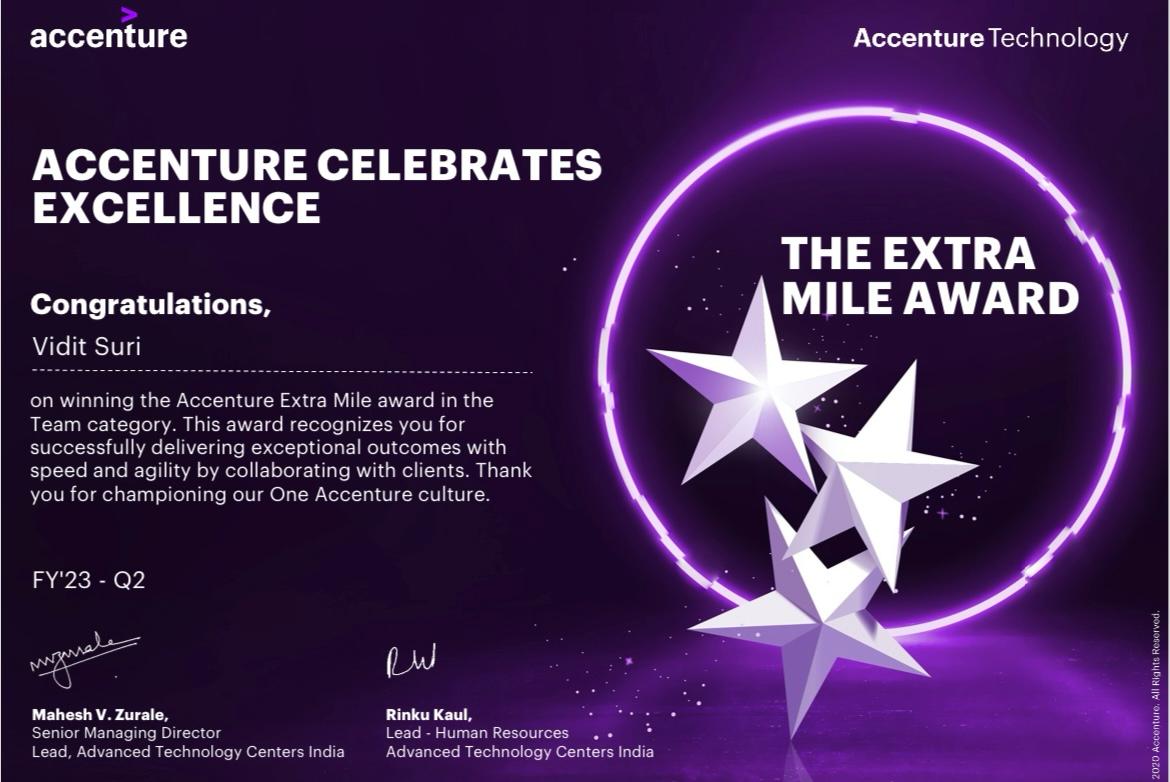 accenture
Accenture Technology
ACCENTURE CELEBRATES
EXCELLENCE
THE EXTRA
MILE AWARD
Congratulations,
Vidit Suri
on winning the Accenture Extra Mile award in the
Team category. This award recognizes you for
successfully delivering exceptional outcomes with
speed and agility by collaborating with clients. Thank
you for championing our One Accenture culture.
FY'23 - Q2
Mahesh V. Zurale,
Senior Managing Director
Lead, Advanced Technology Centers India
Rinku Kaul,
Lead - Human Resources
Advanced Technology Centers India
2020 Accenture. All Rights Reserved.